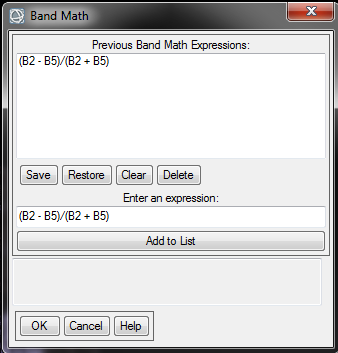 Band Math
Previous Band Math Expressions:
(B2 - B5)/(B2 + B5)
Save Restore Clear Delete
Enter an expression:
(B2 - B5)/(B2 + B5)
Add to List
OK Cancel Help